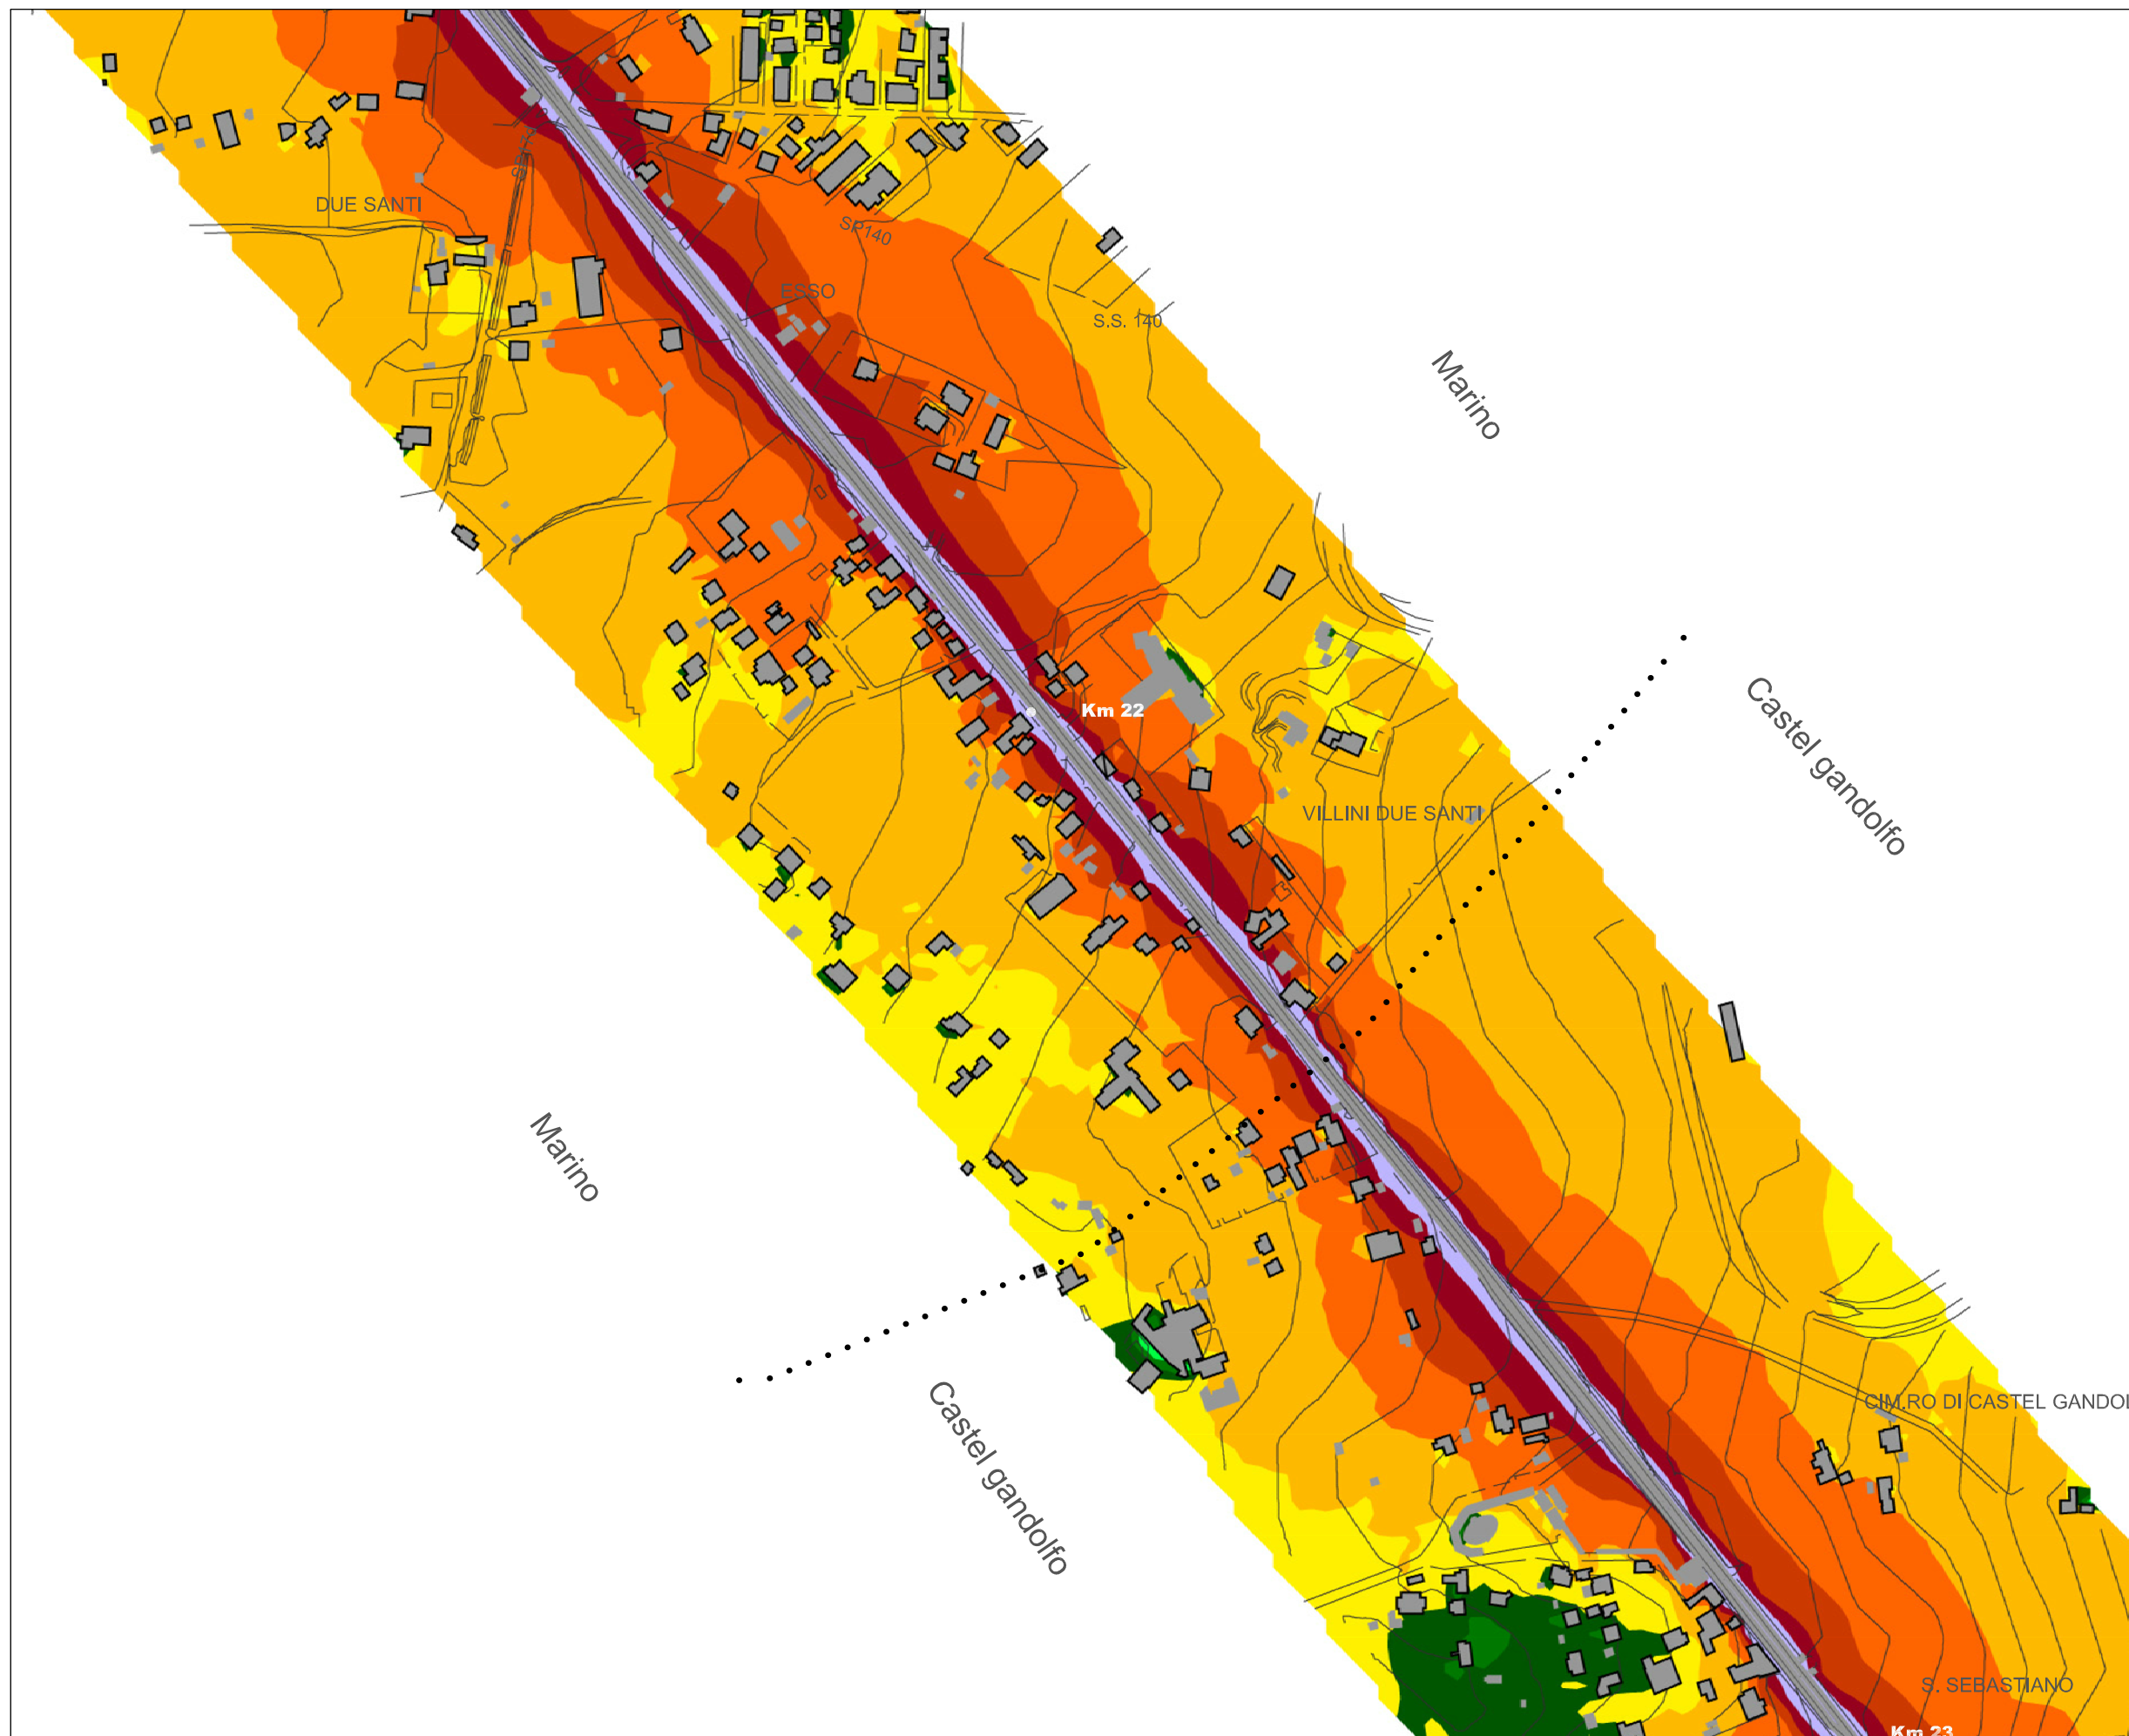 DUE SANTI
SP140
ESSO
S.S. 140
Marino
Km 22
Castel gandolfo
VILLINI DUE SANTI
Marino
Castel gandolfo
CIM.RO DI CASTEL GANDOL
S. SEBASTIANO
Km 23